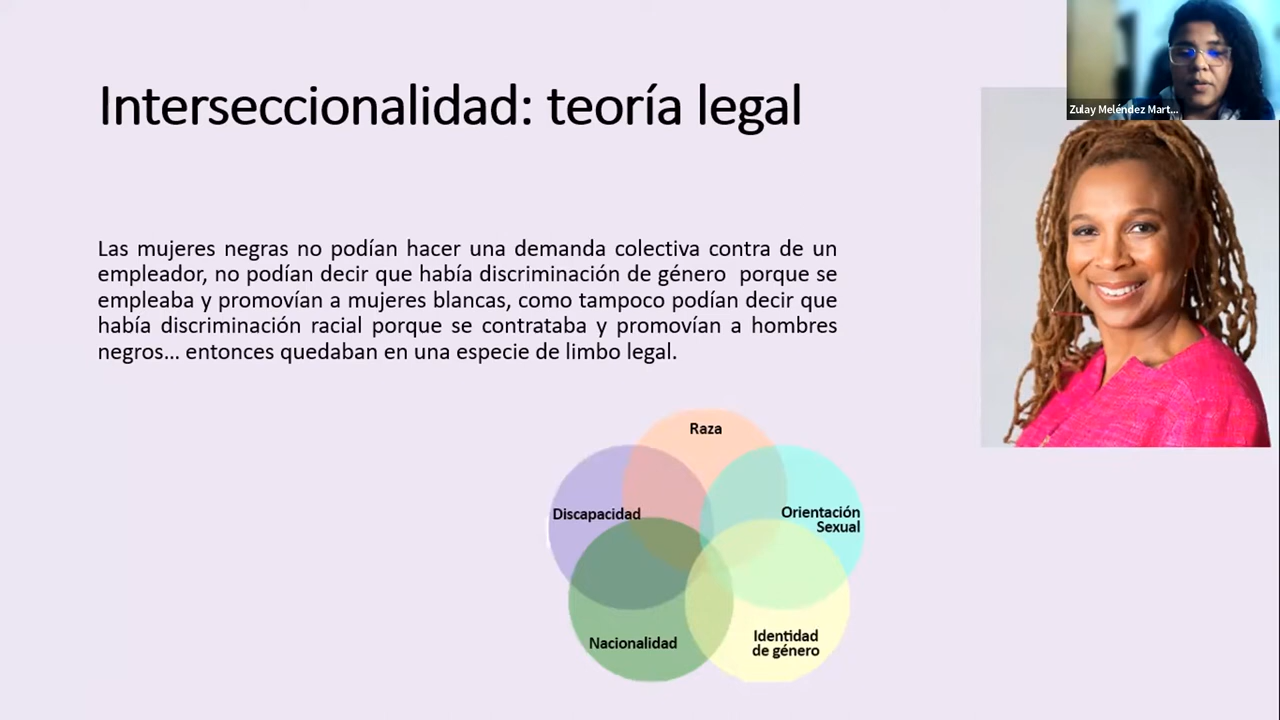 Interseccionalidad: teoría legal
Zulay Meléndez Mart...
Las mujeres negras no podían hacer una demanda colectiva contra de un
empleador, no podían decir que había discriminación de género porque se
empleaba y promovían a mujeres blancas, como tampoco podían decir que
había discriminación racial porque se contrataba y promovían a hombres
negros... entonces quedaban en una especie de limbo legal.
Raza
Discapacidad
Orientación
Sexual
Nacionalidad
Identidad
de género